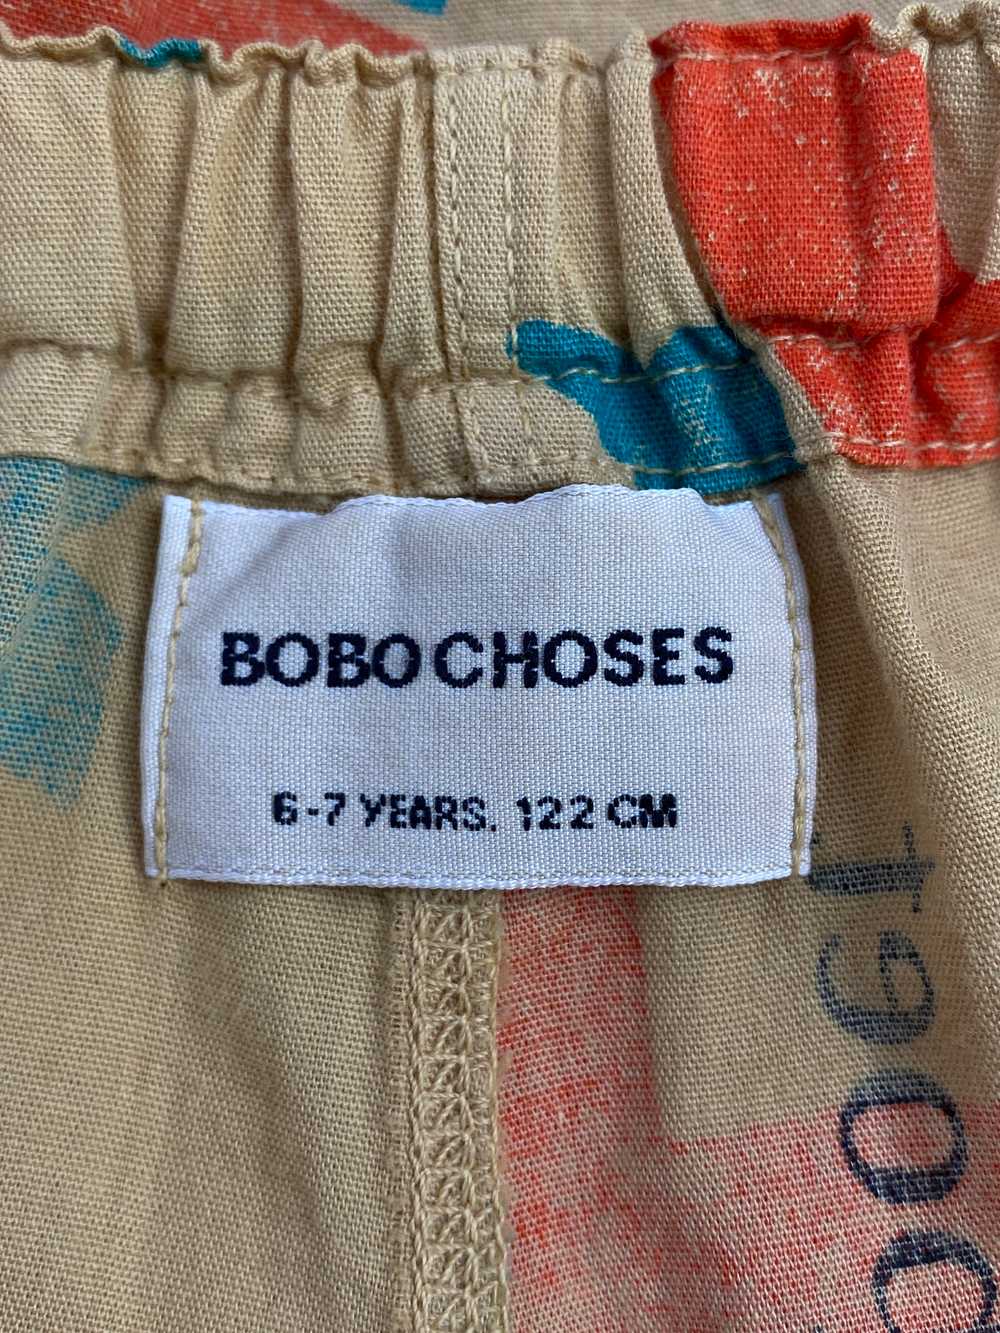 BOBO CHOSES
6-7 YEARS. 122 CM